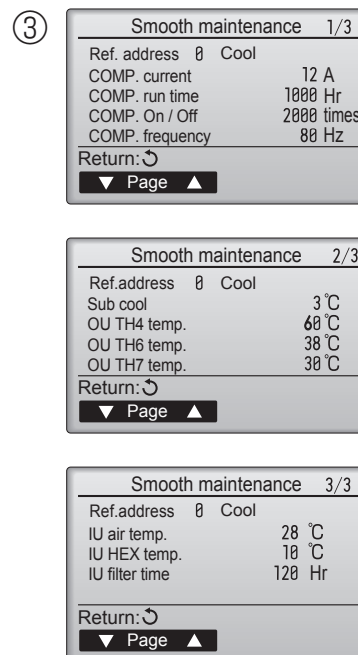 ③
Smooth maintenance 1/3
Ref. address 0 Cool
COMP. current 12 A
COMP. run time 1000 Hr
COMP. On / Off 2000 times
COMP. frequency 80 Hz
Return:
▼ Page ▲
Smooth maintenance 2/3
Ref.address 0 Cool
Sub cool 3℃
OU TH4 temp. 60℃
OU TH6 temp. 38℃
OU TH7 temp. 30℃
Return:
▼ Page ▲
Smooth maintenance 3/3
Ref.address 0 Cool
IU air temp. 28 ℃
IU HEX temp. 10 ℃
IU filter time 120 Hr
Return:
▼ Page ▲